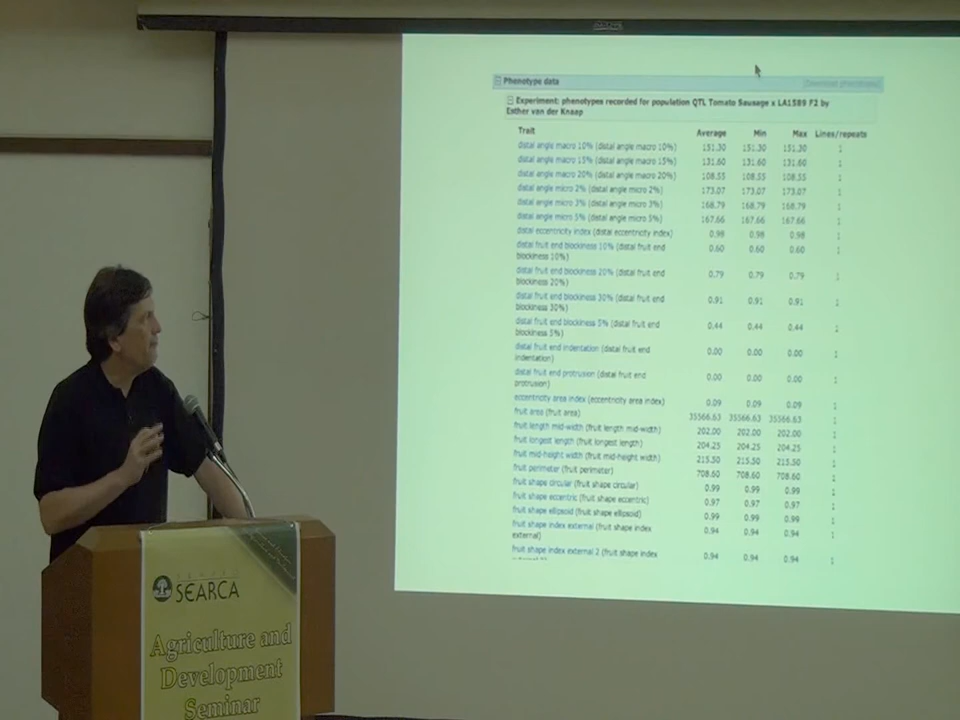 Phenotype data
[Download phenotypes]
Experiment: phenotypes recorded for population QTL Tomato Sausage x LA1589 F2 by
Esther van der Knaap
Trait Average Min Max Lines/repeats
distal angle macro 10% (distal angle macro 10%) 151.30 151.30 151.30 1
distal angle macro 15% (distal angle macro 15%) 131.60 131.60 131.60 1
distal angle macro 20% (distal angle macro 20%) 108.55 108.55 108.55 1
distal angle micro 2% (distal angle micro 2%) 173.07 173.07 173.07 1
distal angle micro 3% (distal angle micro 3%) 168.79 168.79 168.79 1
distal angle micro 5% (distal angle micro 5%) 167.66 167.66 167.66 1
distal eccentricity index (distal eccentricity index) 0.98 0.98 0.98 1
distal fruit end blockiness 10% (distal fruit end 0.60 0.60 0.60 1
blockiness 10%)
distal fruit end blockiness 20% (distal fruit end 0.79 0.79 0.79 1
blockiness 20%)
distal fruit end blockiness 30% (distal fruit end 0.91 0.91 0.91 1
blockiness 30%)
distal fruit end blockiness 5% (distal fruit end 0.44 0.44 0.44 1
blockiness 5%)
distal fruit end indentation (distal fruit end 0.00 0.00 0.00 1
indentation)
distal fruit end protrusion (distal fruit end 0.00 0.00 0.00 1
protrusion)
eccentricity area index (eccentricity area index) 0.09 0.09 0.09 1
fruit area (fruit area) 35566.63 35566.63 35566.63 1
fruit length mid-width (fruit length mid-width) 202.00 202.00 202.00 1
fruit longest length (fruit longest length) 204.25 204.25 204.25 1
fruit mid-height width (fruit mid-height width) 215.50 215.50 215.50 1
fruit perimeter (fruit perimeter) 708.60 708.60 708.60 1
fruit shape circular (fruit shape circular) 0.99 0.99 0.99 1
fruit shape eccentric (fruit shape eccentric) 0.97 0.97 0.97 1
fruit shape ellipsoid (fruit shape ellipsoid) 0.99 0.99 0.99 1
fruit shape index external (fruit shape index 0.94 0.94 0.94 1
external)
fruit shape index external 2 (fruit shape index 0.94 0.94 0.94 1
SEARCA
Agriculture and
Development
Seminar